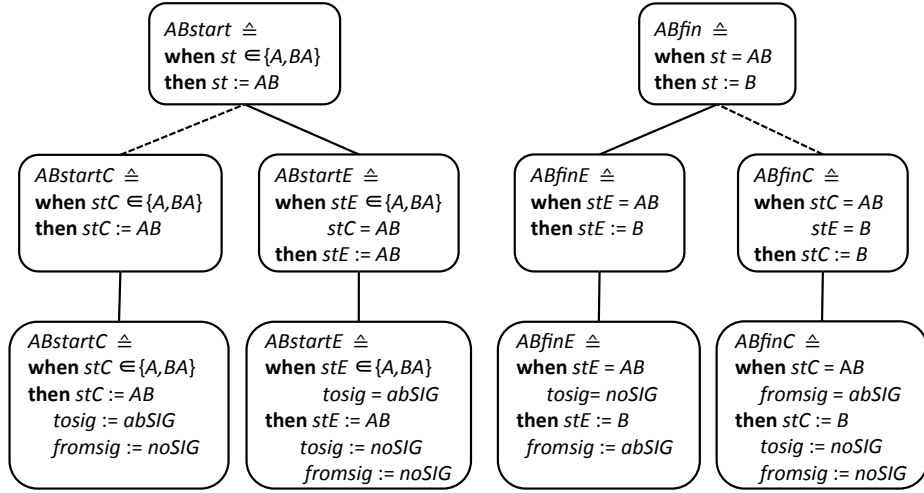 ABstart ≙
when st ∈ {A,BA}
then st := AB
ABfin ≙
when st = AB
then st := B
ABstartC ≙
when stC ∈ {A,BA}
then stC := AB
ABstartE ≙
when stE ∈ {A,BA}
stC = AB
then stE := AB
ABfinE ≙
when stE = AB
then stE := B
ABfinC ≙
when stC = AB
stE = B
then stC := B
ABstartC ≙
when stC ∈ {A,BA}
then stC := AB
tosig := abSIG
fromsig := noSIG
ABstartE ≙
when stE ∈ {A,BA}
tosig = abSIG
then stE := AB
tosig := noSIG
fromsig := noSIG
ABfinE ≙
when stE = AB
tosig= noSIG
then stE := B
fromsig := abSIG
ABfinC ≙
when stC = AB
fromsig = abSIG
then stC := B
tosig := noSIG
fromsig := noSIG